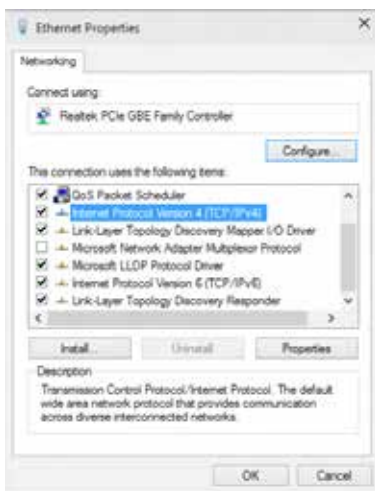 Ethernet Properties
Networking
Connect using:
Realtek PCIe GBE Family Controller
Configure...
This connection uses the following items:
QoS Packet Scheduler
Internet Protocol Version 4 (TCP/IPv4)
Link-Layer Topology Discovery Mapper I/O Driver
Microsoft Network Adapter Multiplexor Protocol
Microsoft LLDP Protocol Driver
Internet Protocol Version 6 (TCP/IPv6)
Link-Layer Topology Discovery Responder
Install... Uninstall Properties
Description
Transmission Control Protocol/Internet Protocol. The default
wide area network protocol that provides communication
across diverse interconnected networks.
OK Cancel